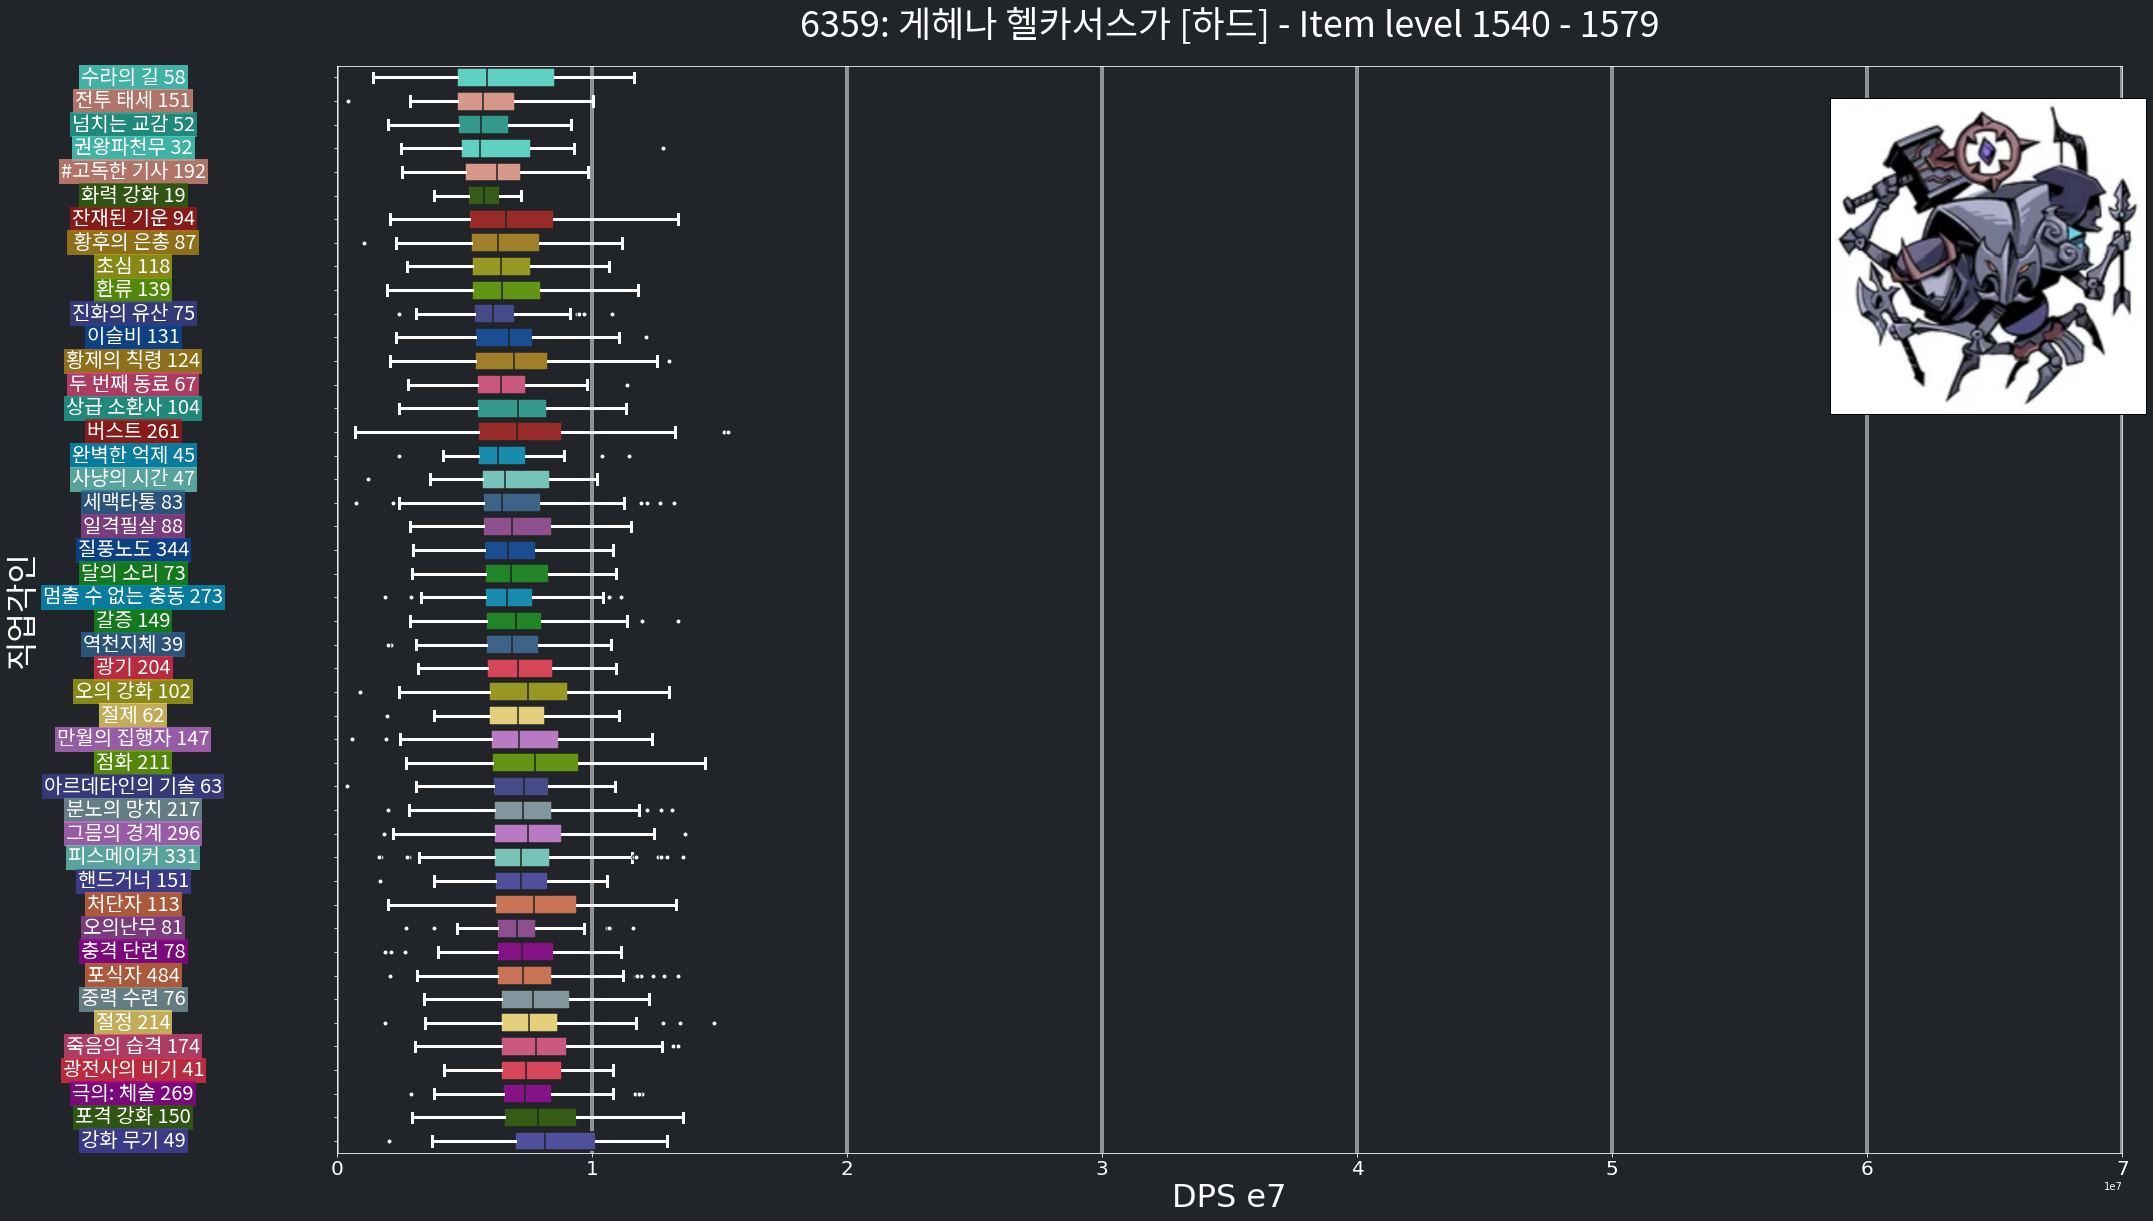 6359: 게헤나 헬카서스가 [하드] - Item level 1540 - 1579
직업각인
수라의 길 58
전투 태세 151
넘치는 교감 52
권왕파천무 32
#고독한 기사 192
화력 강화 19
잔재된 기운 94
황후의 은총 87
초심 118
환류 139
진화의 유산 75
이슬비 131
황제의 칙령 124
두 번째 동료 67
상급 소환사 104
버스트 261
완벽한 억제 45
사냥의 시간 47
세맥타통 83
일격필살 88
질풍노도 344
달의 소리 73
멈출 수 없는 충동 273
갈증 149
역천지체 39
광기 204
오의 강화 102
절제 62
만월의 집행자 147
점화 211
아르데타인의 기술 63
분노의 망치 217
그믐의 경계 296
피스메이커 331
핸드거너 151
처단자 113
오의난무 81
충격 단련 78
포식자 484
중력 수련 76
절정 214
죽음의 습격 174
광전사의 비기 41
극의: 체술 269
포격 강화 150
강화 무기 49
0 1 2 3 4 5 6 7
1e7
DPS e7